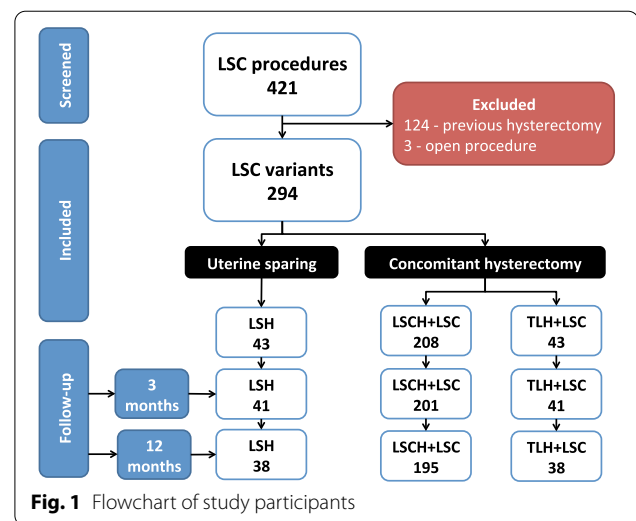 Screened
LSC procedures
421
Excluded
124 - previous hysterectomy
3 - open procedure
Included
LSC variants
294
Uterine sparing
Concomitant hysterectomy
LSH
43
LSCH+LSC
208
TLH+LSC
43
Follow-up
3
months
LSH
41
LSCH+LSC
201
TLH+LSC
41
12
months
LSH
38
LSCH+LSC
195
TLH+LSC
38
Fig. 1 Flowchart of study participants